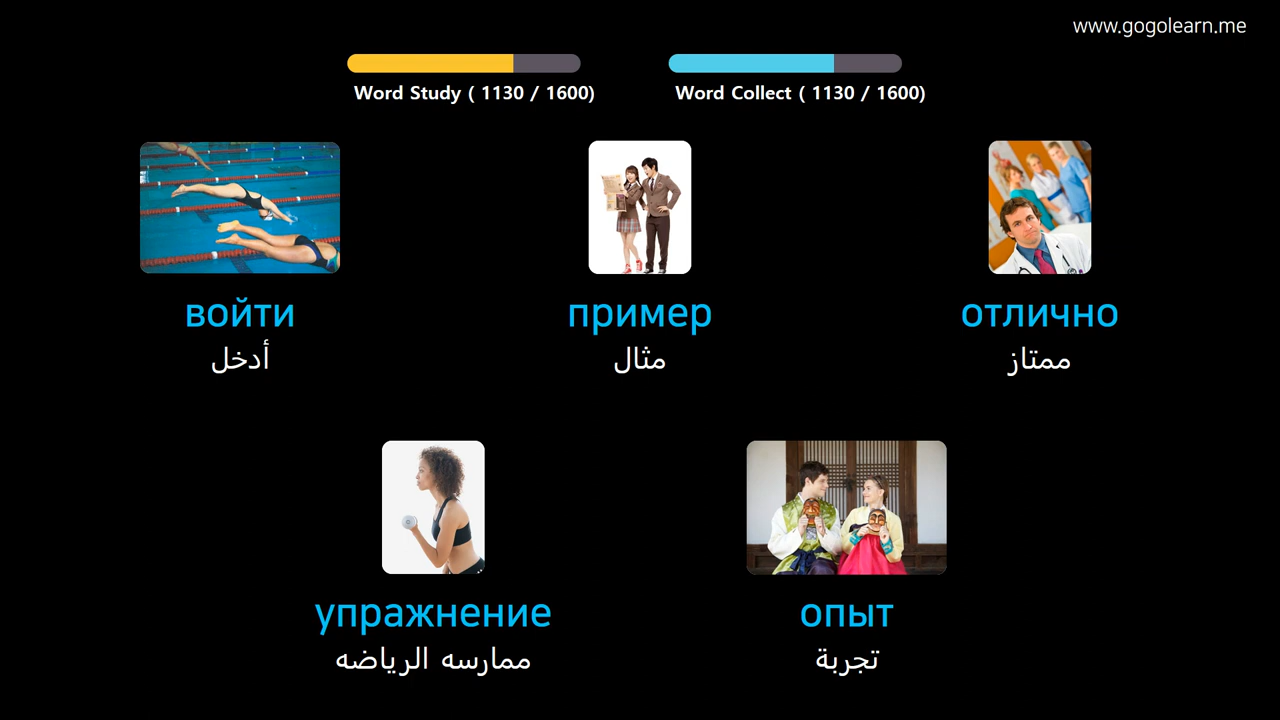 www.gogolearn.me
Word Study ( 1130 / 1600)
Word Collect ( 1130 / 1600)
войти
أدخل
пример
مثال
отлично
ممتاز
упражнение
ممارسه الرياضه
опыт
تجربة